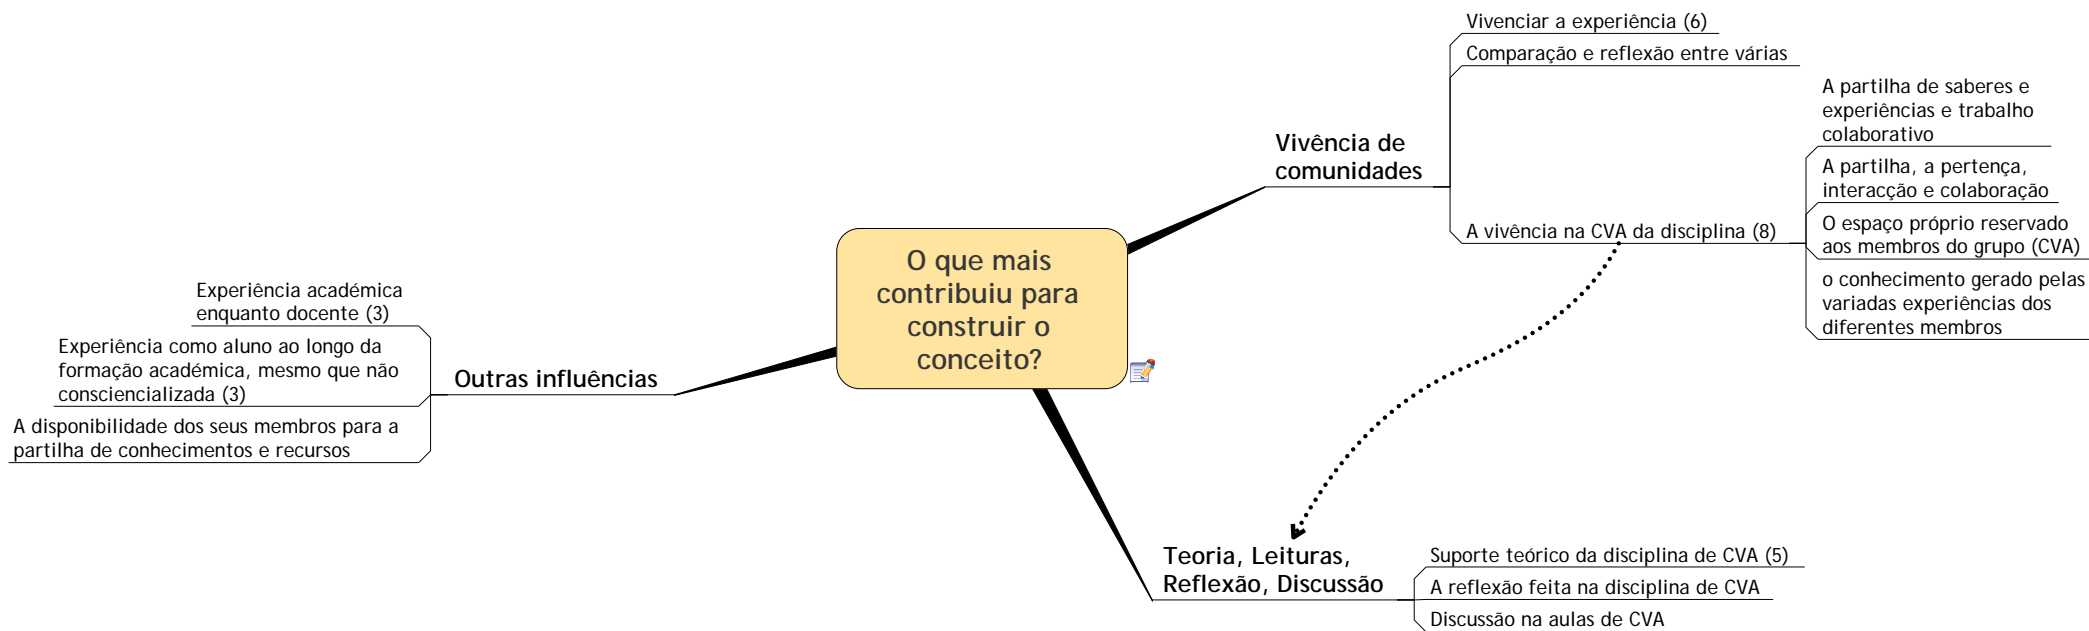 O que mais
contribuiu para
construir o
conceito?
Vivência de
comunidades
Vivenciar a experiência (6)
Comparação e reflexão entre várias
A vivência na CVA da disciplina (8)
A partilha de saberes e
experiências e trabalho
colaborativo
A partilha, a pertença,
interacção e colaboração
O espaço próprio reservado
aos membros do grupo (CVA)
o conhecimento gerado pelas
variadas experiências dos
diferentes membros
Teoria, Leituras,
Reflexão, Discussão
Suporte teórico da disciplina de CVA (5)
A reflexão feita na disciplina de CVA
Discussão na aulas de CVA
Outras influências
Experiência académica
enquanto docente (3)
Experiência como aluno ao longo da
formação académica, mesmo que não
consciencializada (3)
A disponibilidade dos seus membros para a
partilha de conhecimentos e recursos